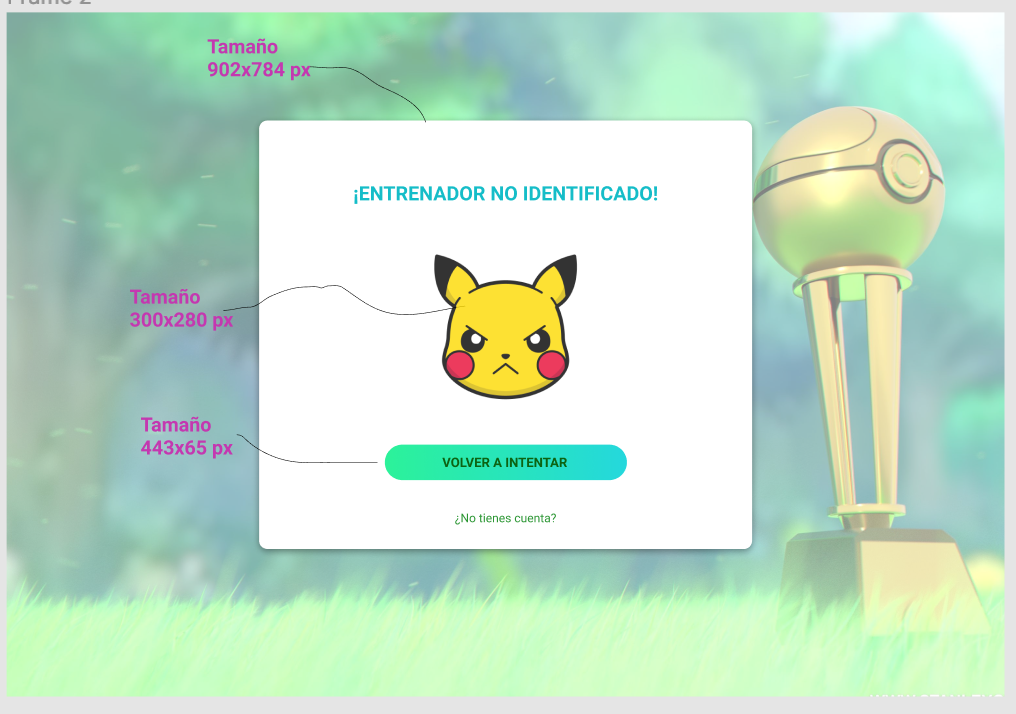 Frame 2
Tamaño
902x784 px
¡ENTRENADOR NO IDENTIFICADO!
Tamaño
300x280 px
Tamaño
443x65 px
VOLVER A INTENTAR
¿No tienes cuenta?